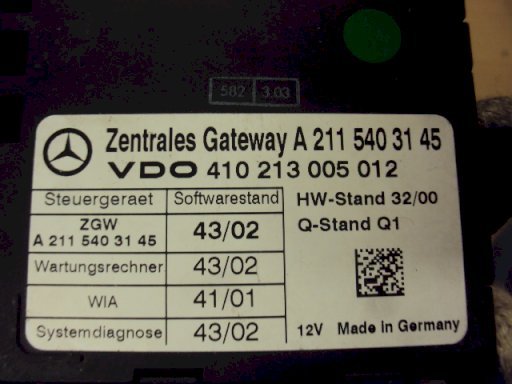 582 3.03
Zentrales Gateway A 211 540 31 45
VDO 410 213 005 012
Steuergeraet Softwarestand
HW-Stand 32/00
ZGW
A 211 540 31 45 43/02
Q-Stand Q1
Wartungsrechner 43/02
WIA 41/01
Systemdiagnose 43/02
12V Made in Germany